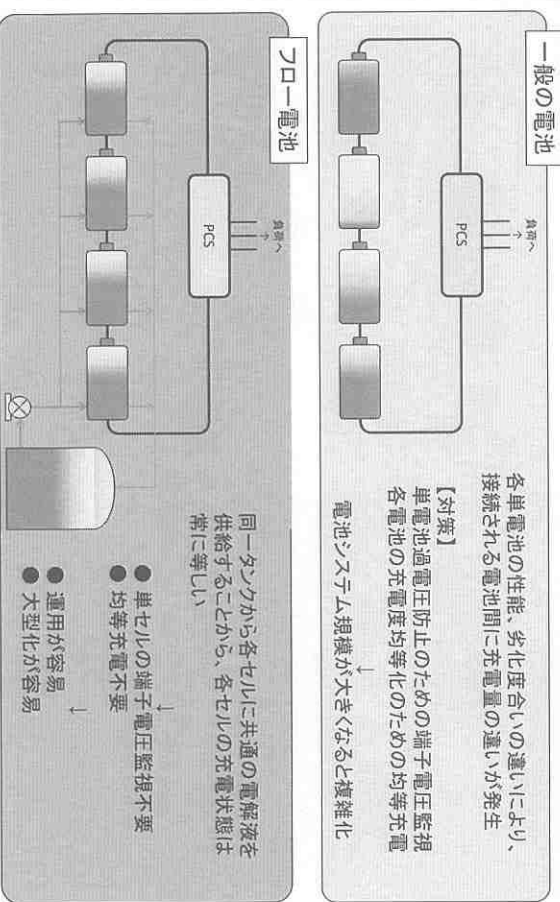 一般の電池
負荷へ
↑
PCS
各単電池の性能、劣化度合いの違いにより、
接続される電池間に充電量の違いが発生
【対策】
単電池過電圧防止のための端子電圧監視
各電池の充電度均等化のための均等充電
↓
電池システム規模が大きくなると複雑化
フロー電池
負荷へ
↑
PCS
同一タンクから各セルに共通の電解液を
供給することから、各セルの充電状態は
常に等しい
↓
● 単セルの端子電圧監視不要
● 均等充電不要
↓
● 運用が容易
● 大型化が容易